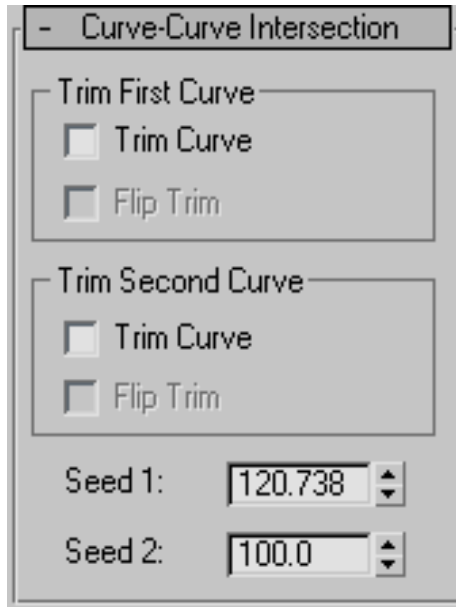 - Curve-Curve Intersection
Trim First Curve
Trim Curve
Flip Trim
Trim Second Curve
Trim Curve
Flip Trim
Seed 1: 120.738
Seed 2: 100.0